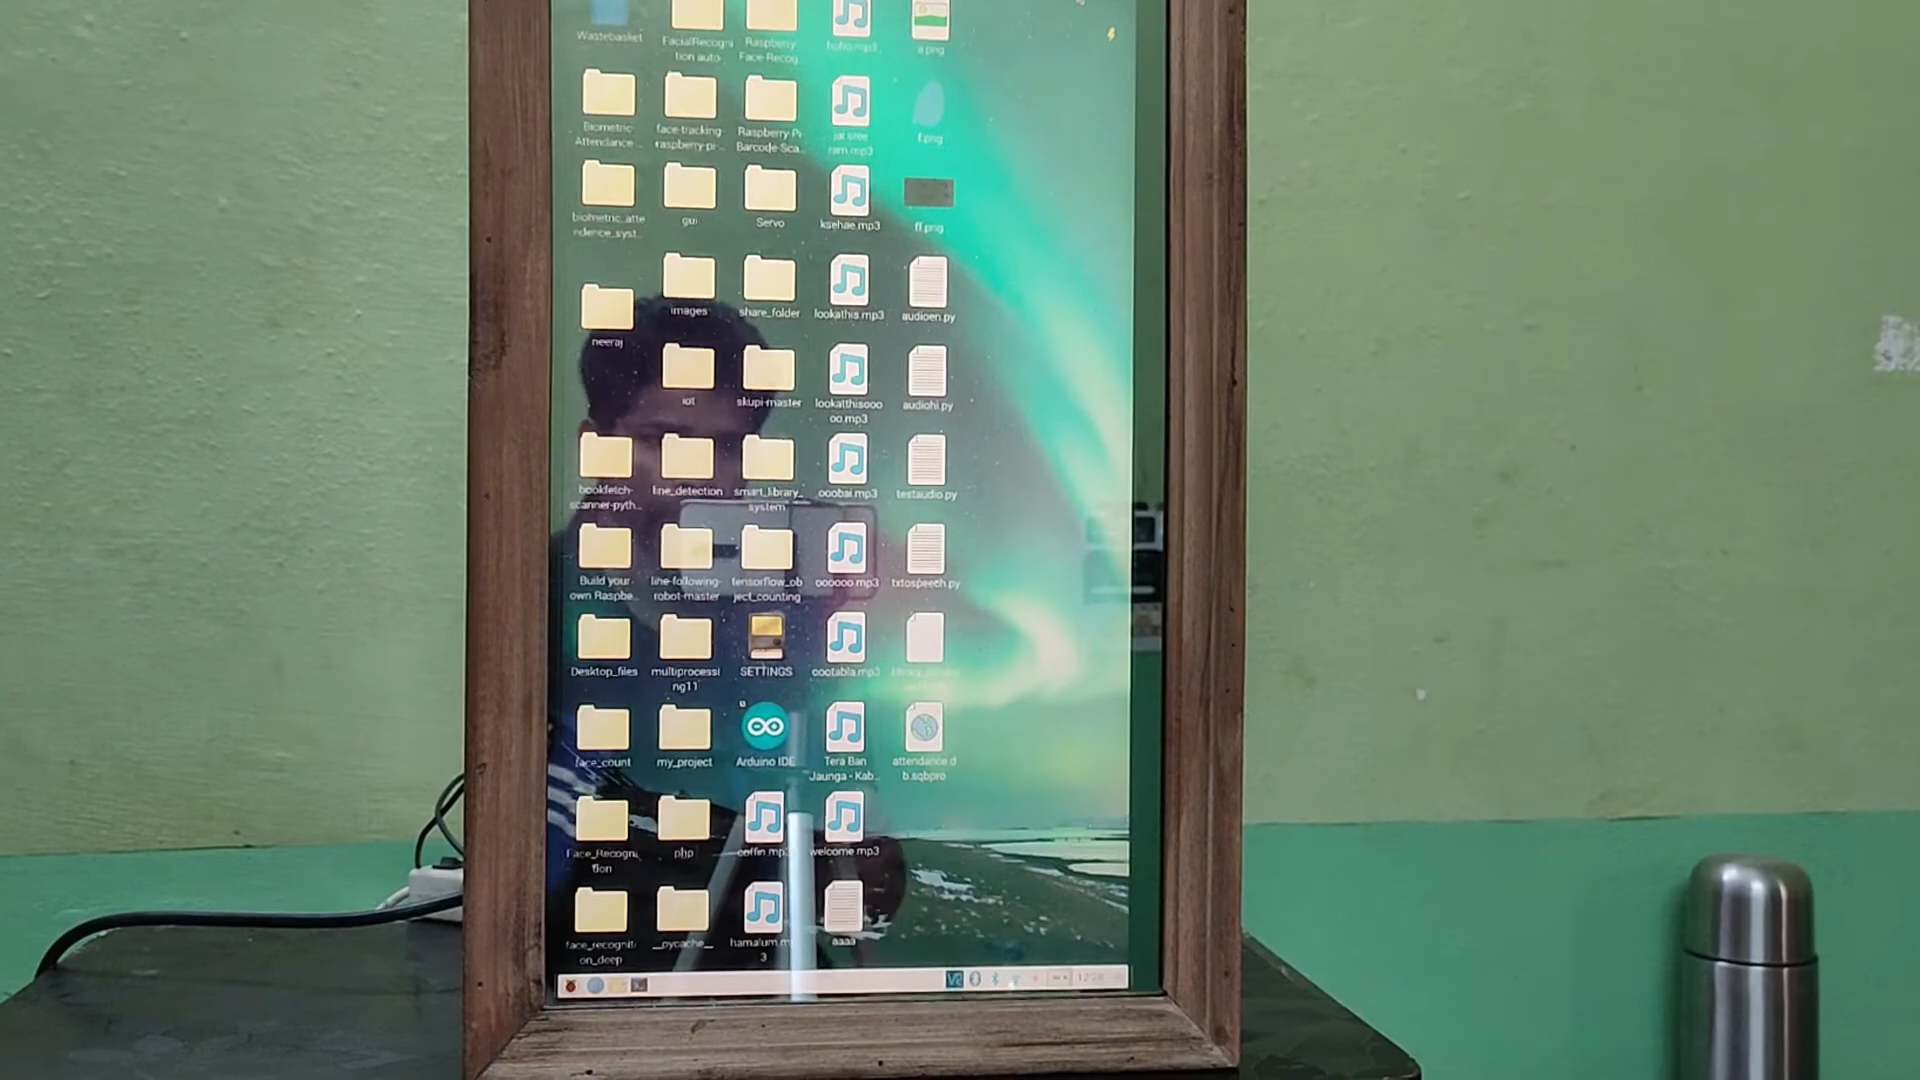 Wastebasket
FacialRecogni
tion auto
Raspberry
Face-Recog...
hoho.mp3
a.png
Biometric-
Attendance-...
face-tracking-
raspberry-pi-...
Raspberry-Pi-
Barcode-Sca...
jai sree
ram.mp3
f.png
biometric_atte
ndence_syst...
gui
Servo
ksehae.mp3
ff.png
neeraj
images
share_folder
lookathis.mp3
audioen.py
iot
skupi-master
lookatthisooo
oo.mp3
audiohi.py
bookfetch-
scanner-pyth...
line_detection
smart_library_
system
ooobai.mp3
testaudio.py
Build your
own Raspbe...
line-following-
robot-master
tensorflow_ob
ject_counting
oooooo.mp3
txtospeech.py
Desktop_files
multiprocessi
ng11
SETTINGS
oootabla.mp3
face_count
my_project
Arduino IDE
Tera Ban
Jaunga - Kab...
attendance.d
b.sqbpro
Face_Recogni
tion
php
coffin.mp3
welcome.mp3
face_recogniti
on_deep
__pycache__
hamalum.m
3
aaaa